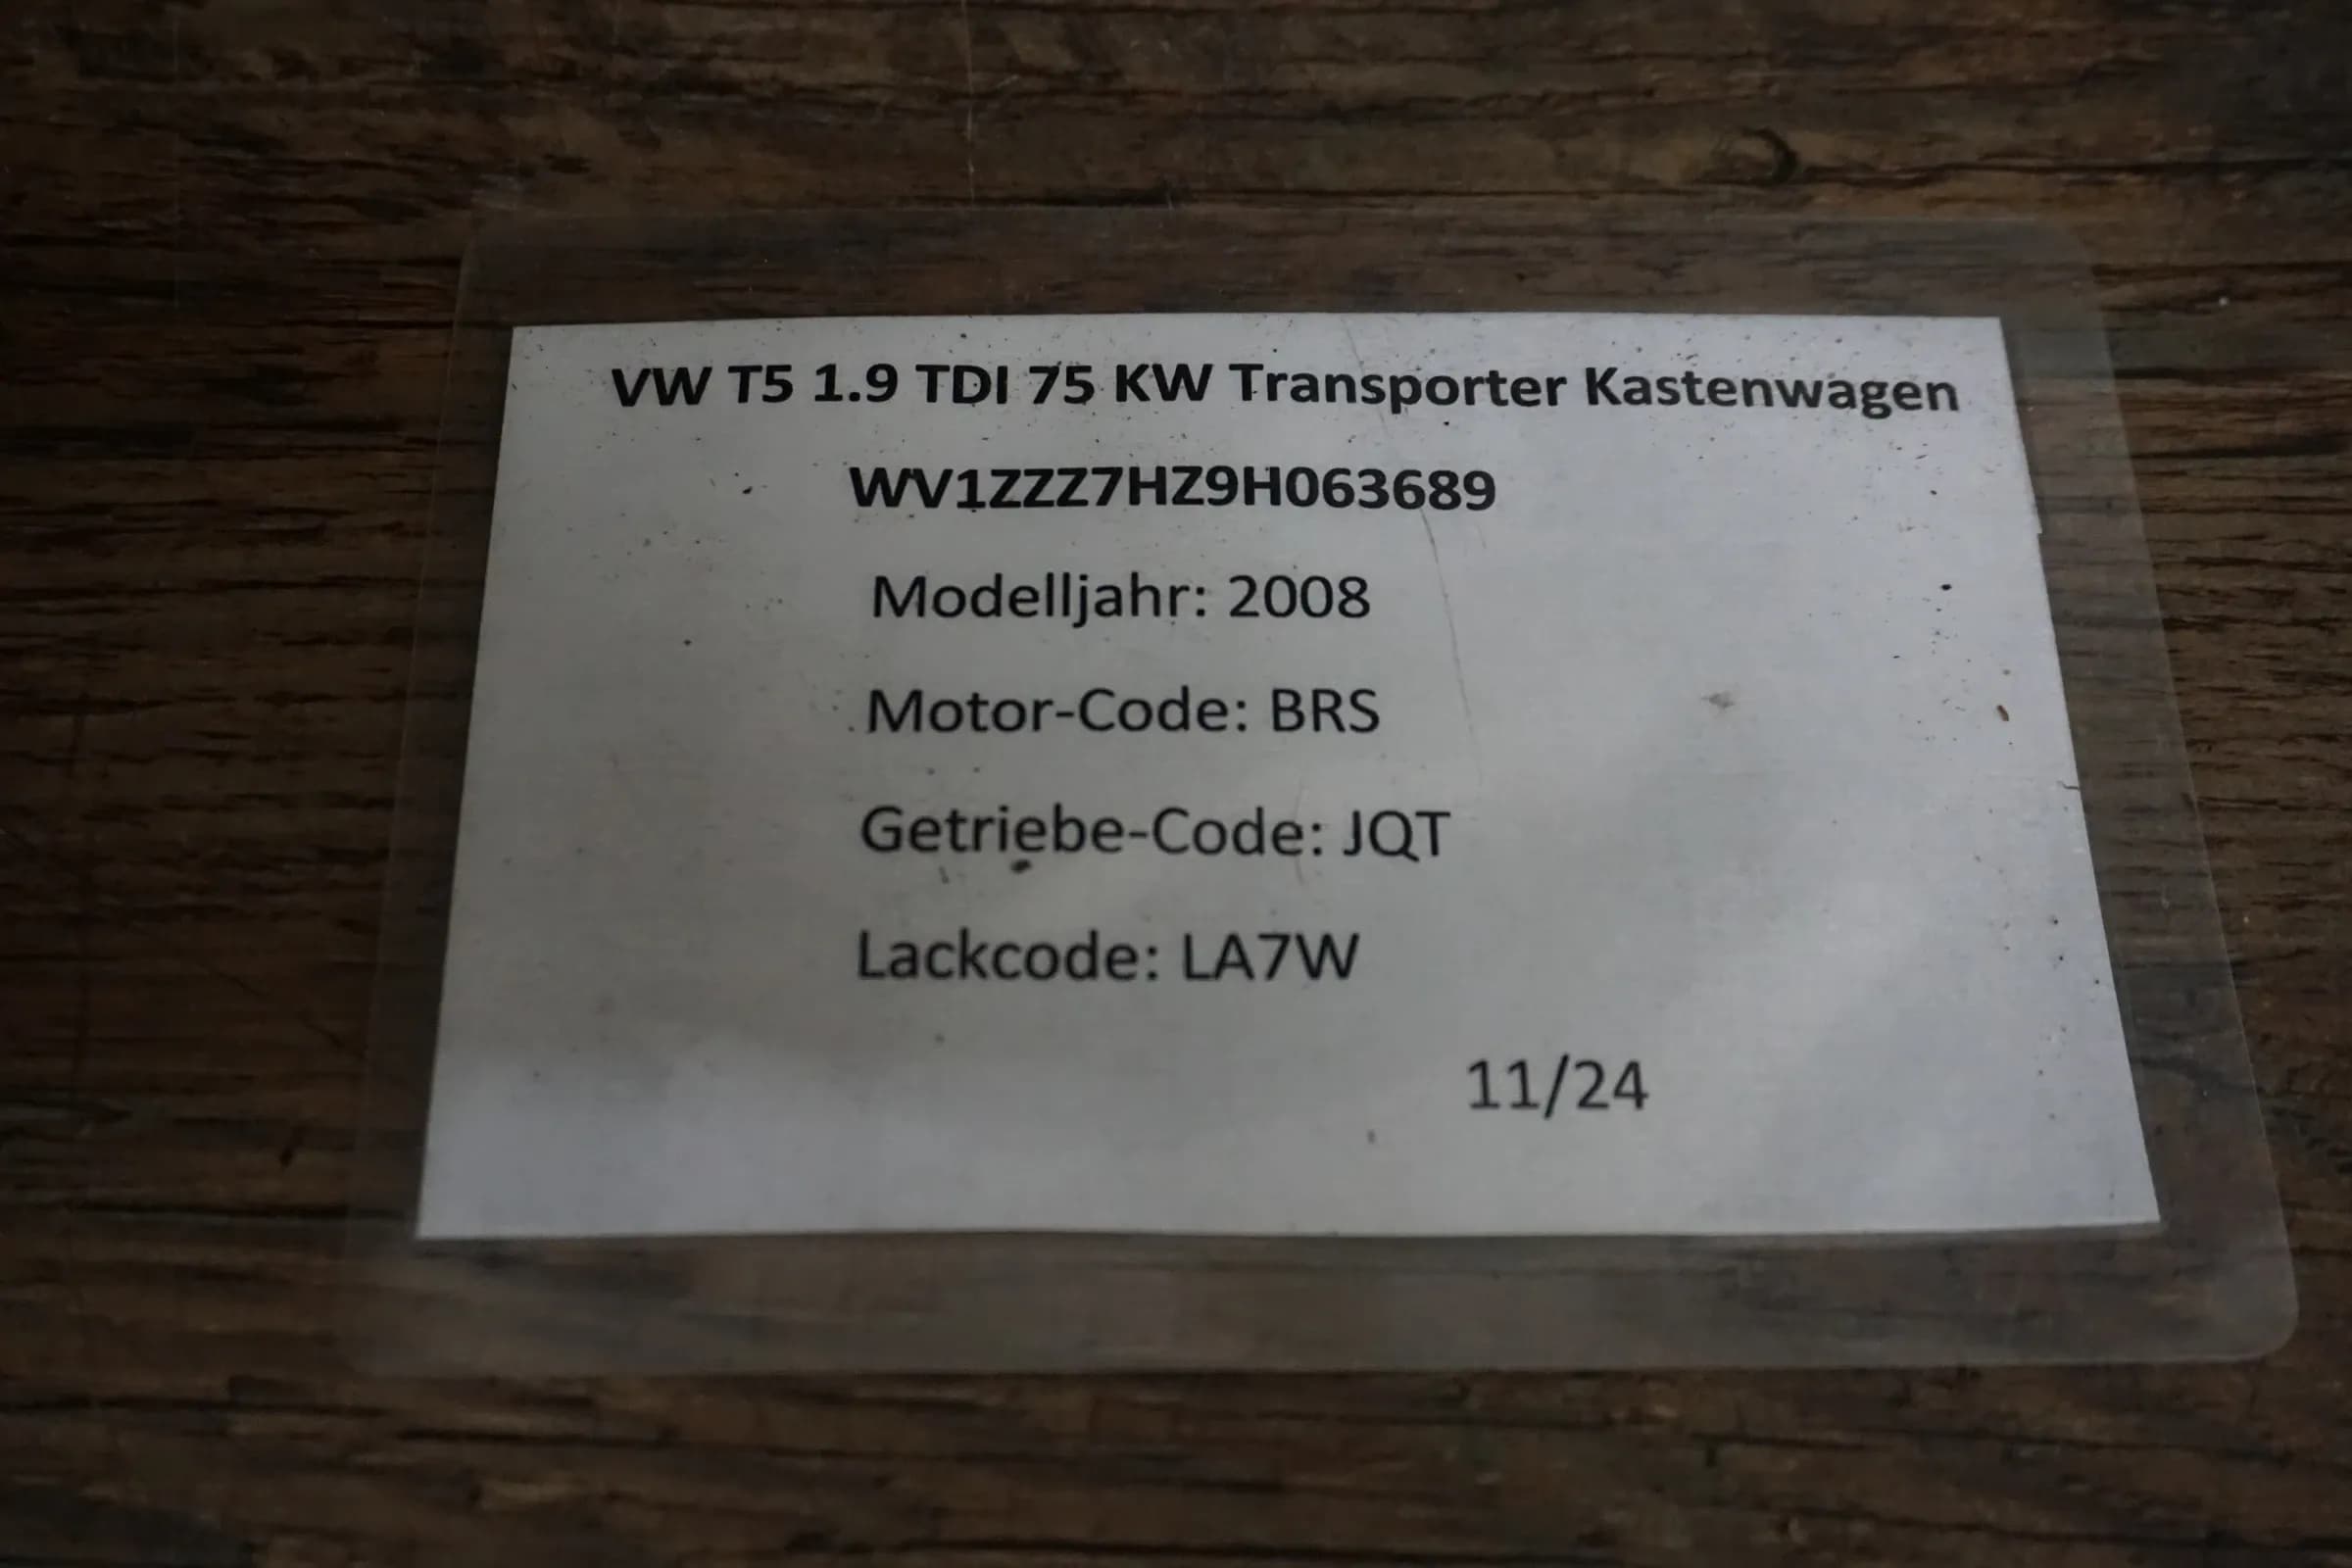 VW T5 1.9 TDI 75 KW Transporter Kastenwagen
WV1ZZZ7HZ9H063689
Modelljahr: 2008
Motor-Code: BRS
Getriebe-Code: JQT
Lackcode: LA7W
11/24